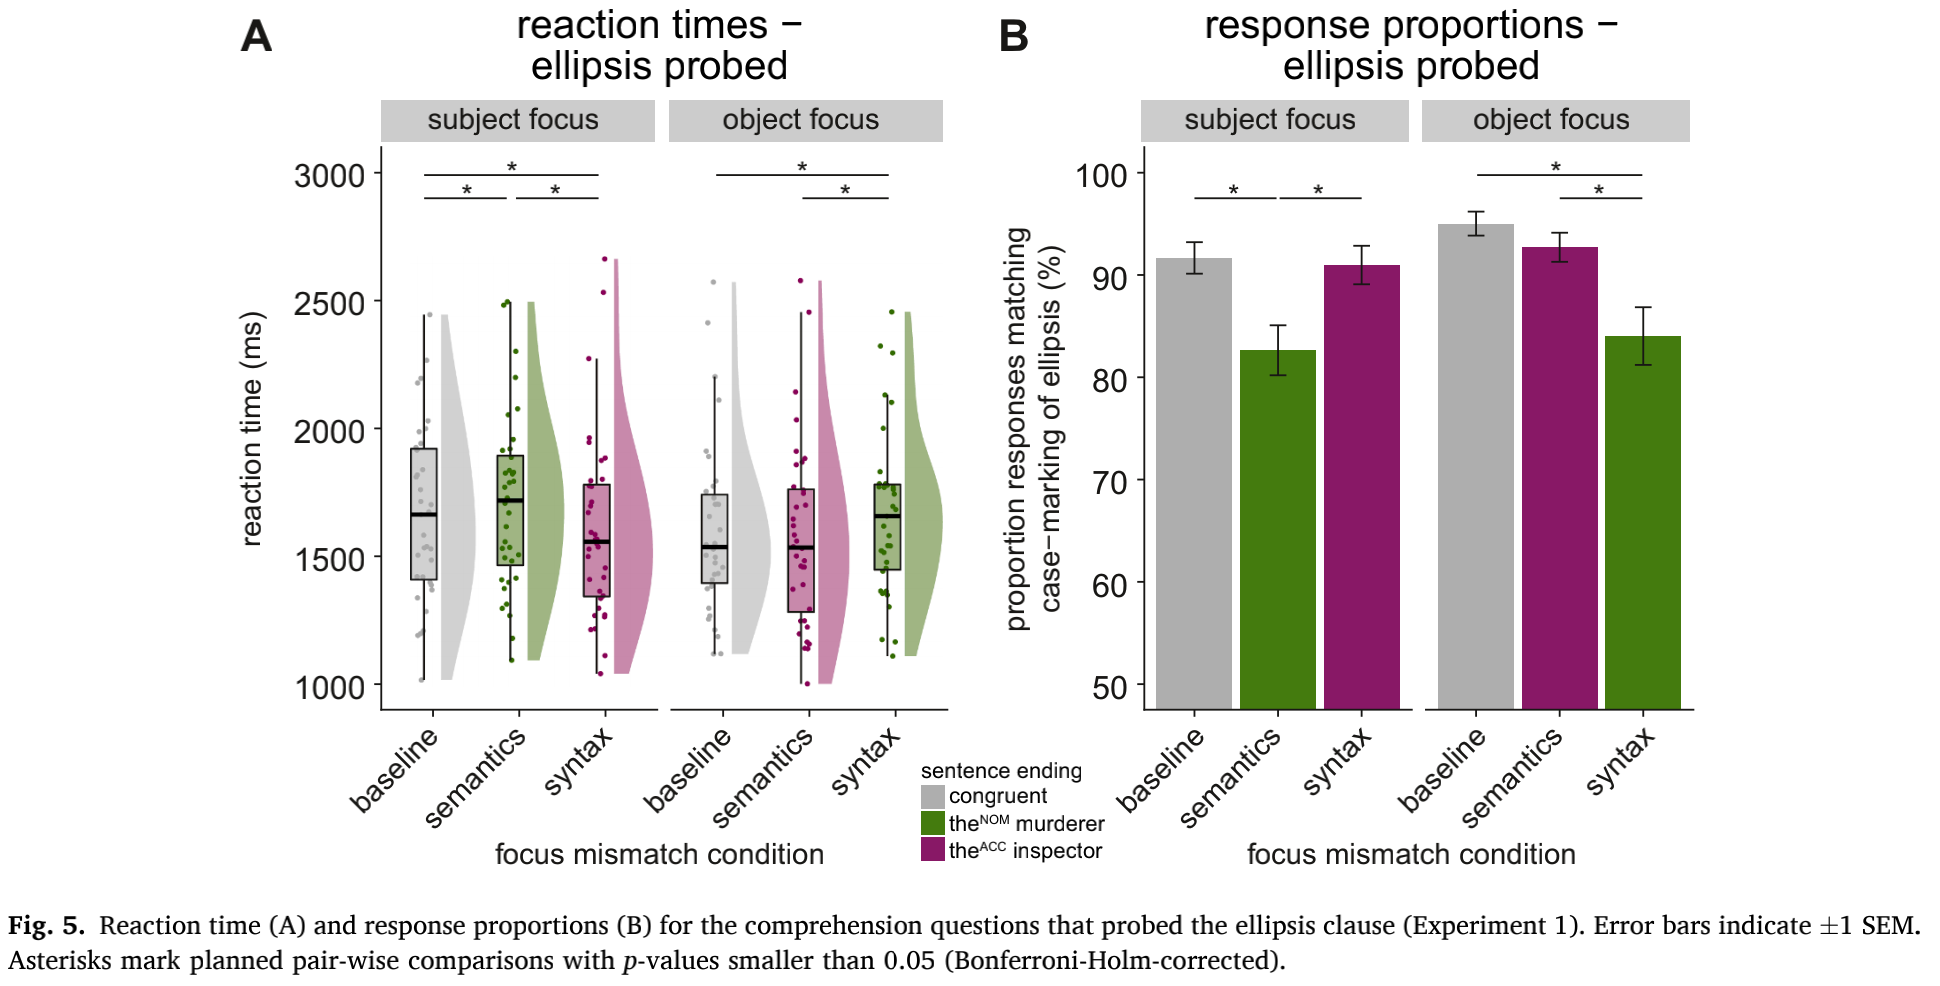 A
reaction times −
ellipsis probed
subject focus
object focus
*
*
*
*
*
3000
2500
2000
1500
1000
reaction time (ms)
baseline
semantics
syntax
baseline
semantics
syntax
focus mismatch condition
sentence ending
congruent
theNOM murderer
theACC inspector
B
response proportions −
ellipsis probed
subject focus
object focus
*
*
*
*
100
90
80
70
60
50
proportion responses matching
case−marking of ellipsis (%)
baseline
semantics
syntax
baseline
semantics
syntax
focus mismatch condition
Fig. 5. Reaction time (A) and response proportions (B) for the comprehension questions that probed the ellipsis clause (Experiment 1). Error bars indicate ±1 SEM.
Asterisks mark planned pair-wise comparisons with p-values smaller than 0.05 (Bonferroni-Holm-corrected).